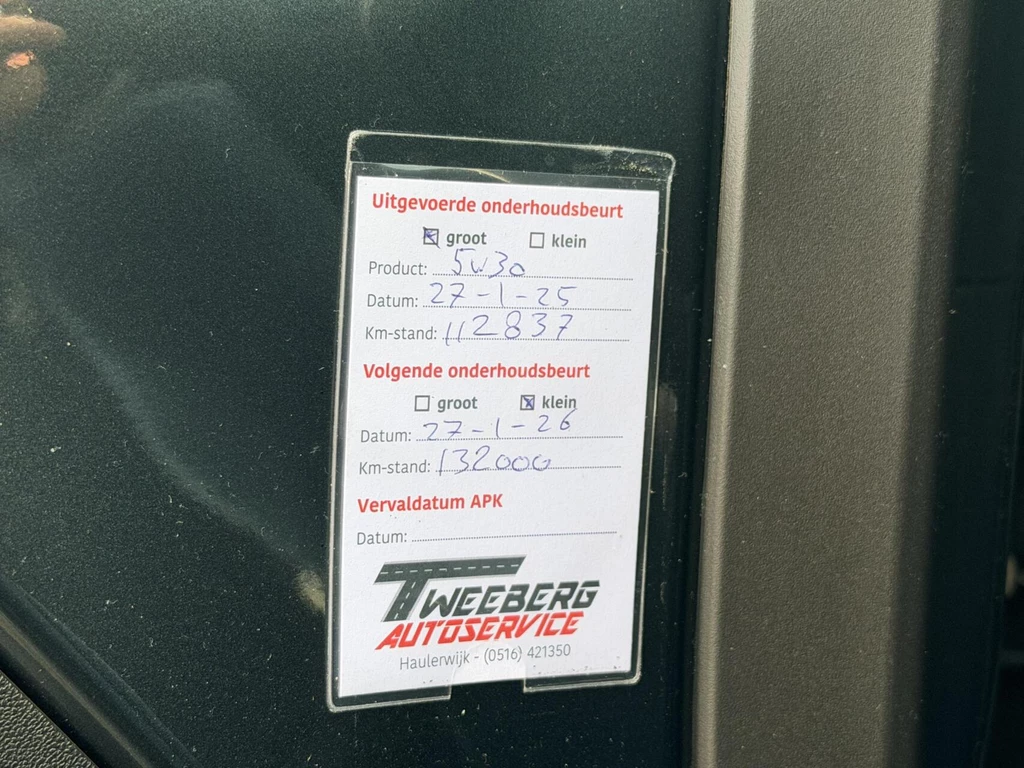 Uitgevoerde onderhoudsbeurt
groot klein
Product: 5w30
Datum: 27-1-25
Km-stand: 112837
Volgende onderhoudsbeurt
groot klein
Datum: 27-1-26
Km-stand: 132000
Vervaldatum APK
Datum:
TWEEBERG
AUTOSERVICE
Haulerwijk - (0516) 421350